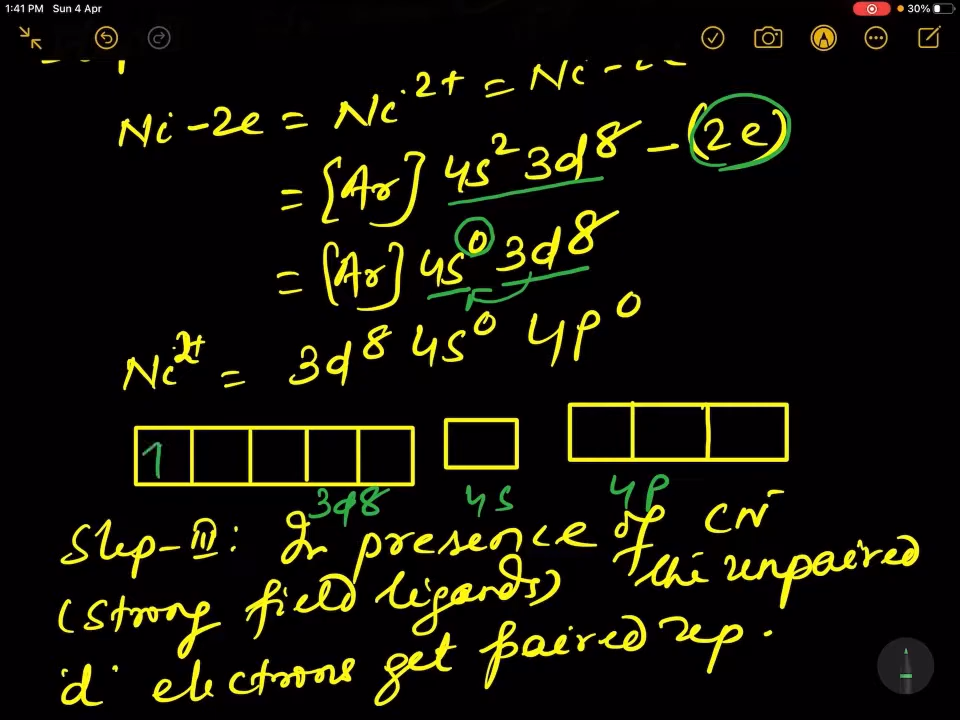 1:41 PM Sun 4 Apr
30%
Ni - 2e = Ni²⁺ = Ni -
= [Ar] 4s² 3d⁸ - (2e)
= [Ar] 4s⁰ 3d⁸
Ni²⁺ = 3d⁸ 4s⁰ 4p⁰
1
3d8 4s 4p
Step-II: In presence of CN⁻
(strong field ligands) the unpaired
'd' electrons get paired up.